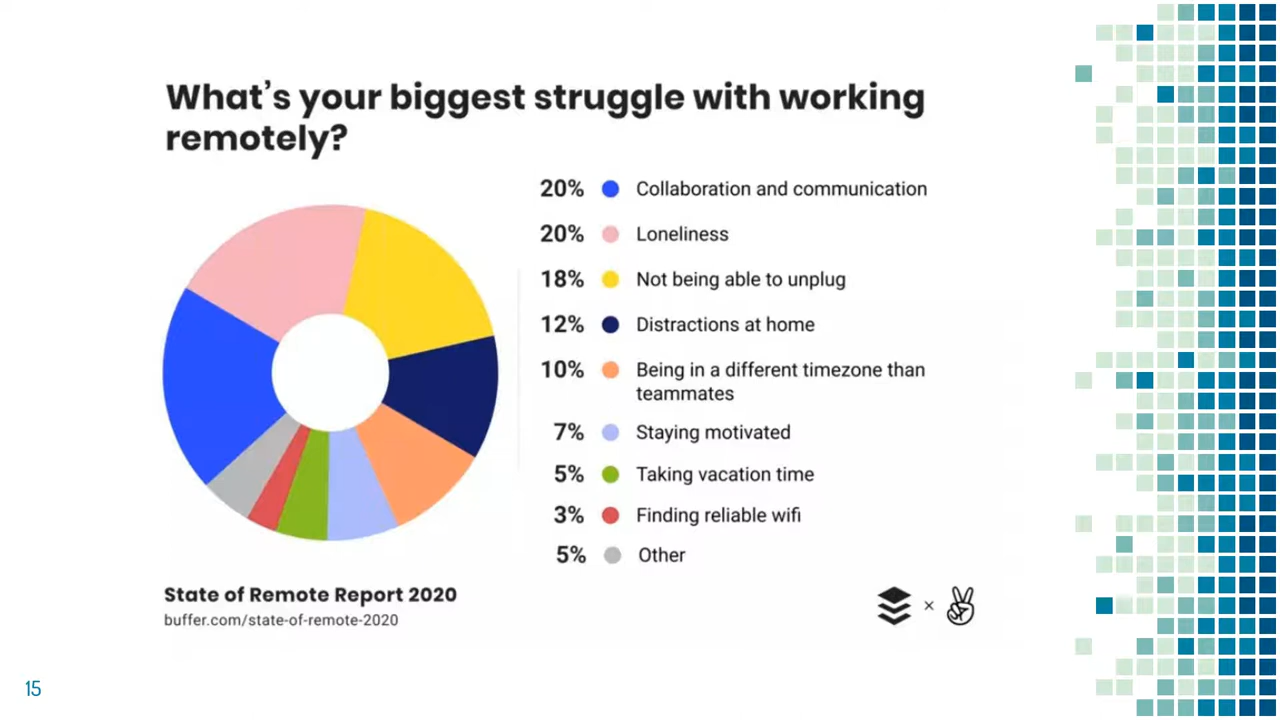 What's your biggest struggle with working
remotely?
20% Collaboration and communication
20% Loneliness
18% Not being able to unplug
12% Distractions at home
10% Being in a different timezone than
teammates
7% Staying motivated
5% Taking vacation time
3% Finding reliable wifi
5% Other
State of Remote Report 2020
buffer.com/state-of-remote-2020
×
15